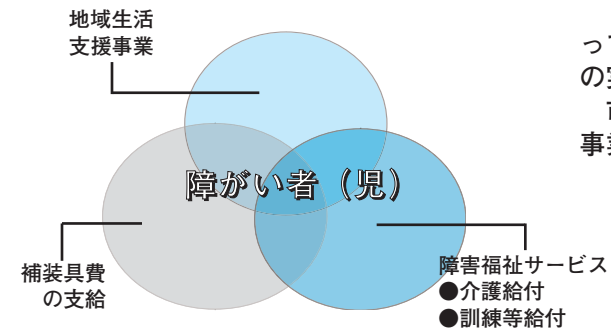 地域生活
支援事業
障がい者（児）
補装具費
の支給
障害福祉サービス
●介護給付
●訓練等給付
っ
の
事業